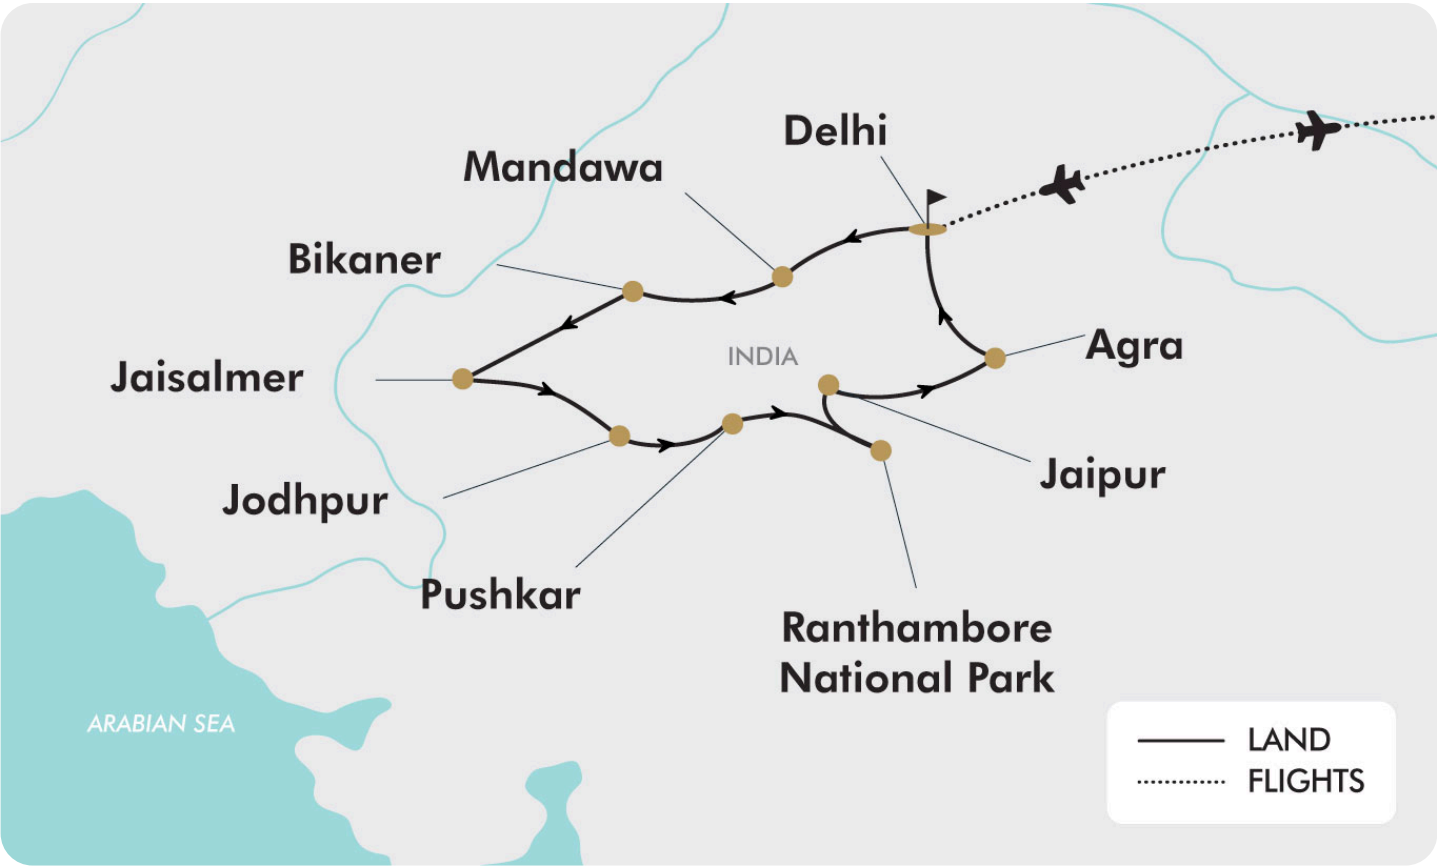 Delhi
Mandawa
Bikaner
INDIA
Agra
Jaisalmer
Jaipur
Jodhpur
Pushkar
Ranthambore
National Park
ARABIAN SEA
LAND
FLIGHTS